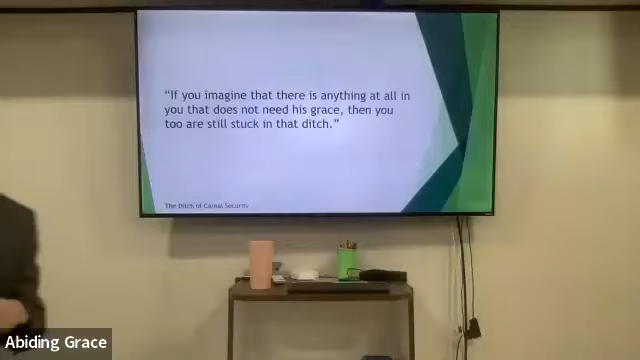 “If you imagine that there is anything at all in
you that does not need his grace, then you
too are still stuck in that ditch.”
The Ditch of Carnal Security
Abiding Grace